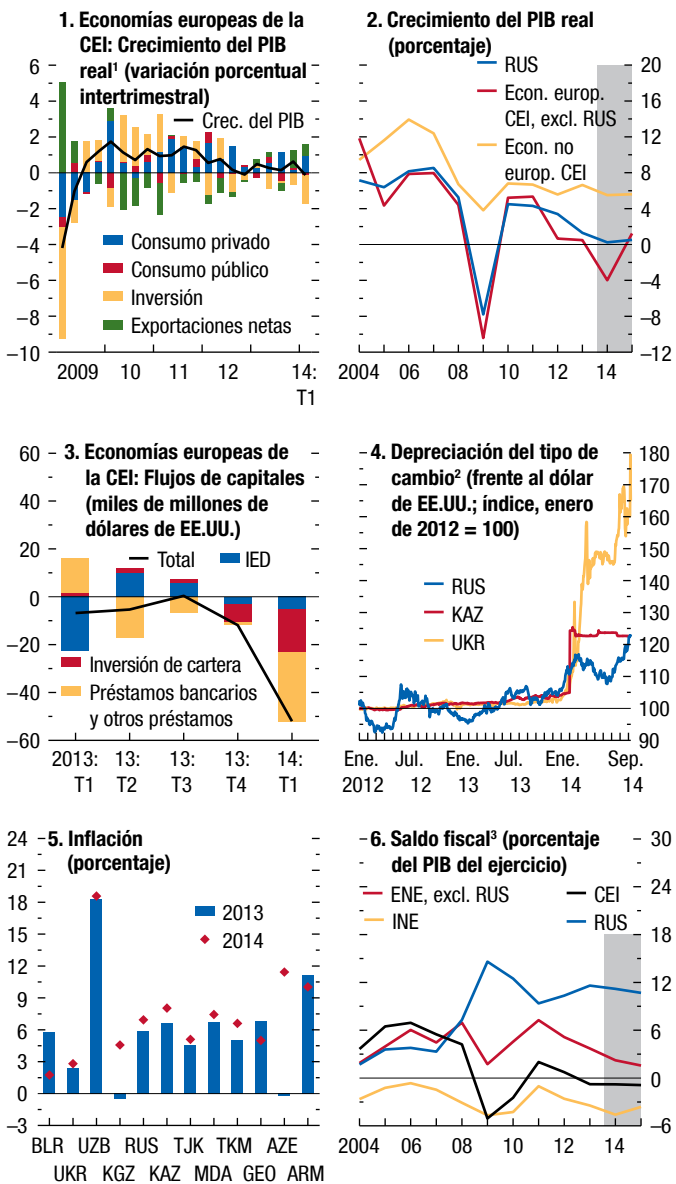 1. Economías europeas de la
CEI: Crecimiento del PIB
real¹ (variación porcentual
intertrimestral)
Crec. del PIB
Consumo privado
Consumo público
Inversión
Exportaciones netas
6
4
2
0
–2
–4
–6
–8
–10
2009 10 11 12 14:
T1
2. Crecimiento del PIB real
(porcentaje)
RUS
Econ. europ.
CEI, excl. RUS
Econ. no
europ. CEI
20
16
12
8
4
0
–4
–8
–12
2004 06 08 10 12 14
3. Economías europeas de
la CEI: Flujos de capitales
(miles de millones de
dólares de EE.UU.)
Total IED
Inversión de cartera
Préstamos bancarios
y otros préstamos
60
40
20
0
–20
–40
–60
2013: 13: 13: 13: 14:
T1 T2 T3 T4 T1
4. Depreciación del tipo de
cambio² (frente al dólar
de EE.UU.; índice, enero
de 2012 = 100)
RUS
KAZ
UKR
180
170
160
150
140
130
120
110
100
90
Ene. Jul. Ene. Jul. Ene. Sep.
2012 12 13 13 14 14
5. Inflación
(porcentaje)
2013
2014
24
21
18
15
12
9
6
3
0
–3
BLR UZB RUS TJK TKM AZE
UKR KGZ KAZ MDA GEO ARM
6. Saldo fiscal³ (porcentaje
del PIB del ejercicio)
ENE, excl. RUS CEI
INE RUS
30
24
18
12
6
0
–6
2004 06 08 10 12 14